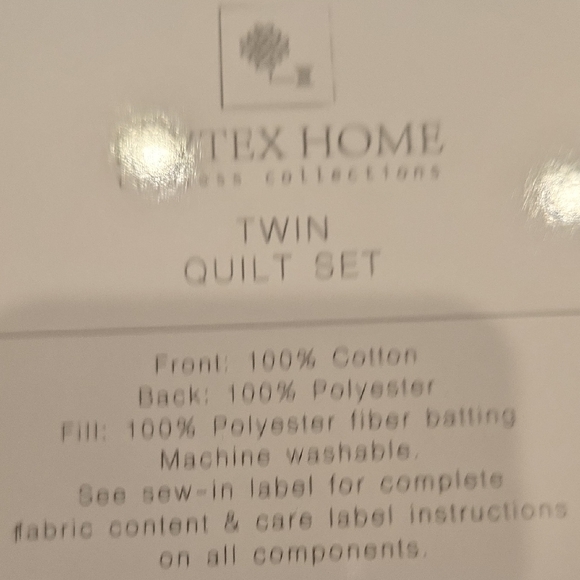 HOME
collections
TWIN
QUILT SET
Front: 100% Cotton
Back: 100% Polyester
Fill: 100% Polyester fiber batting
Machine washable.
See sew-in label for complete
fabric content & care label instructions
on all components.